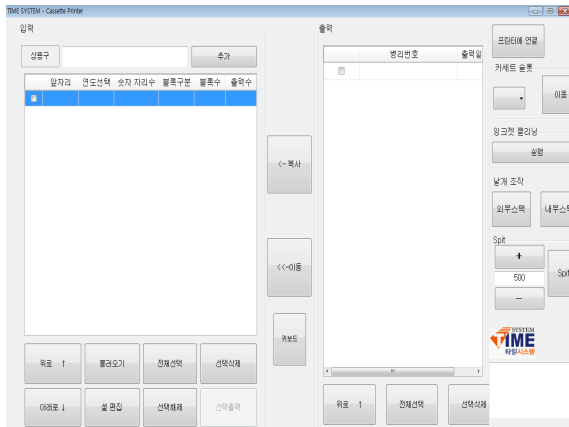 TIME SYSTEM - Cassette Printer
입력
상용구
추가
앞자리 연도선택 숫자 자리수 블록구분 블록수 출력수
<- 복사
<<-이동
키보드
위로 ↑
불러오기
전체선택
선택삭제
아래로 ↓
셀 편집
선택해제
선택출력
출력
병리번호 출력일
위로 ↑
전체선택
선택삭제
프린터에 연결
카세트 슬롯
이동
잉크젯 클리닝
실행
낱개 조작
외부스택
내부스택
Spit
+
500
Spit
-
SYSTEM
TIME
타임시스템